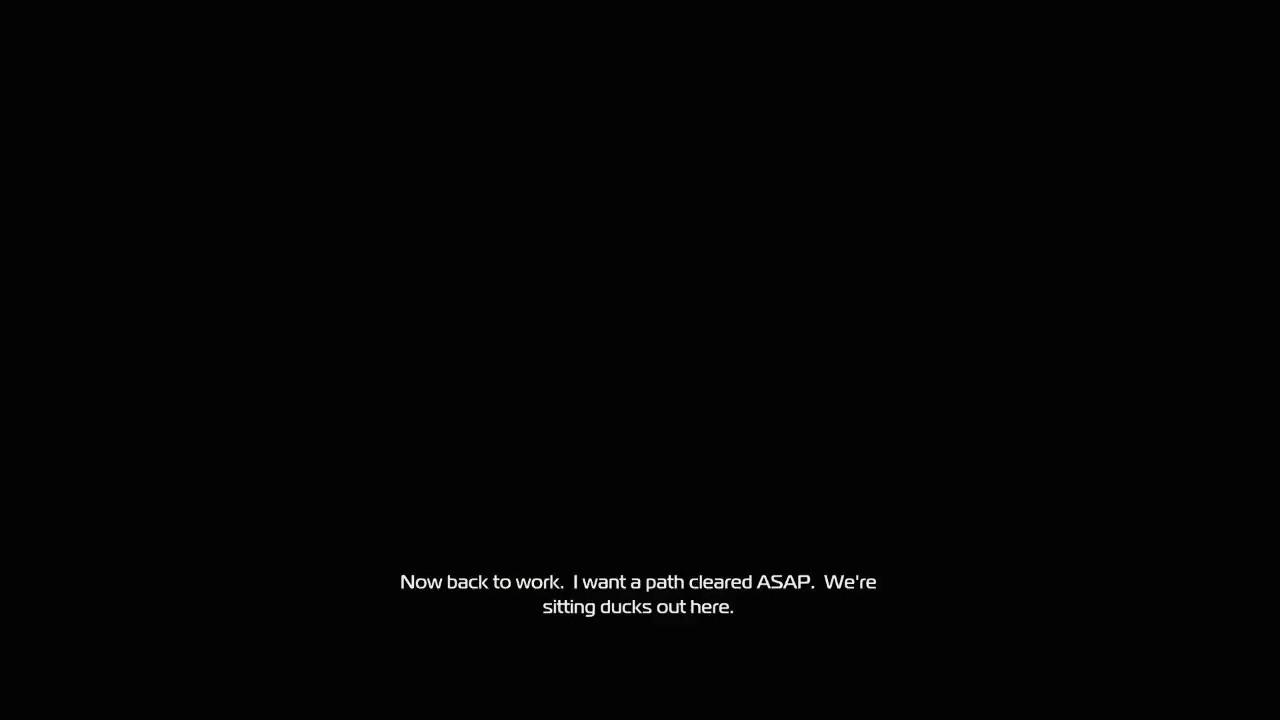 Now back to work.  I want a path cleared ASAP.  We're
sitting ducks out here.